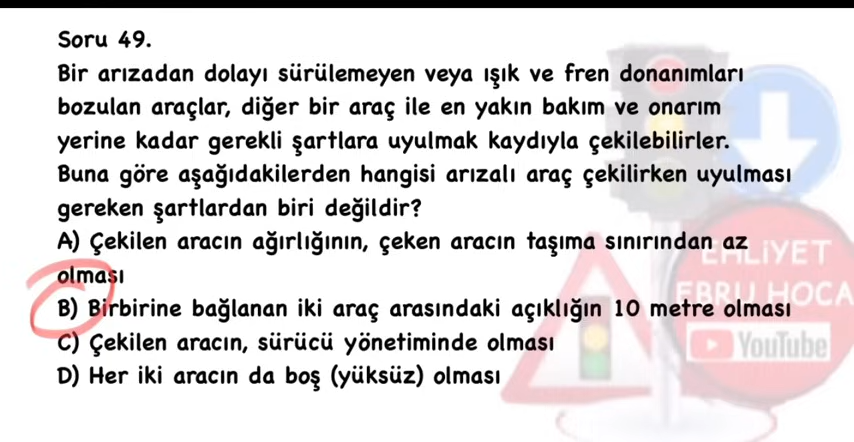 Soru 49.
Bir arızadan dolayı sürülemeyen veya ışık ve fren donanımları
bozulan araçlar, diğer bir araç ile en yakın bakım ve onarım
yerine kadar gerekli şartlara uyulmak kaydıyla çekilebilirler.
Buna göre aşağıdakilerden hangisi arızalı araç çekilirken uyulması
gereken şartlardan biri değildir?
A) Çekilen aracın ağırlığının, çeken aracın taşıma sınırından az
olması
B) Birbirine bağlanan iki araç arasındaki açıklığın 10 metre olması
C) Çekilen aracın, sürücü yönetiminde olması
D) Her iki aracın da boş (yüksüz) olması
EHLİYET
EBRU HOCA
YouTube